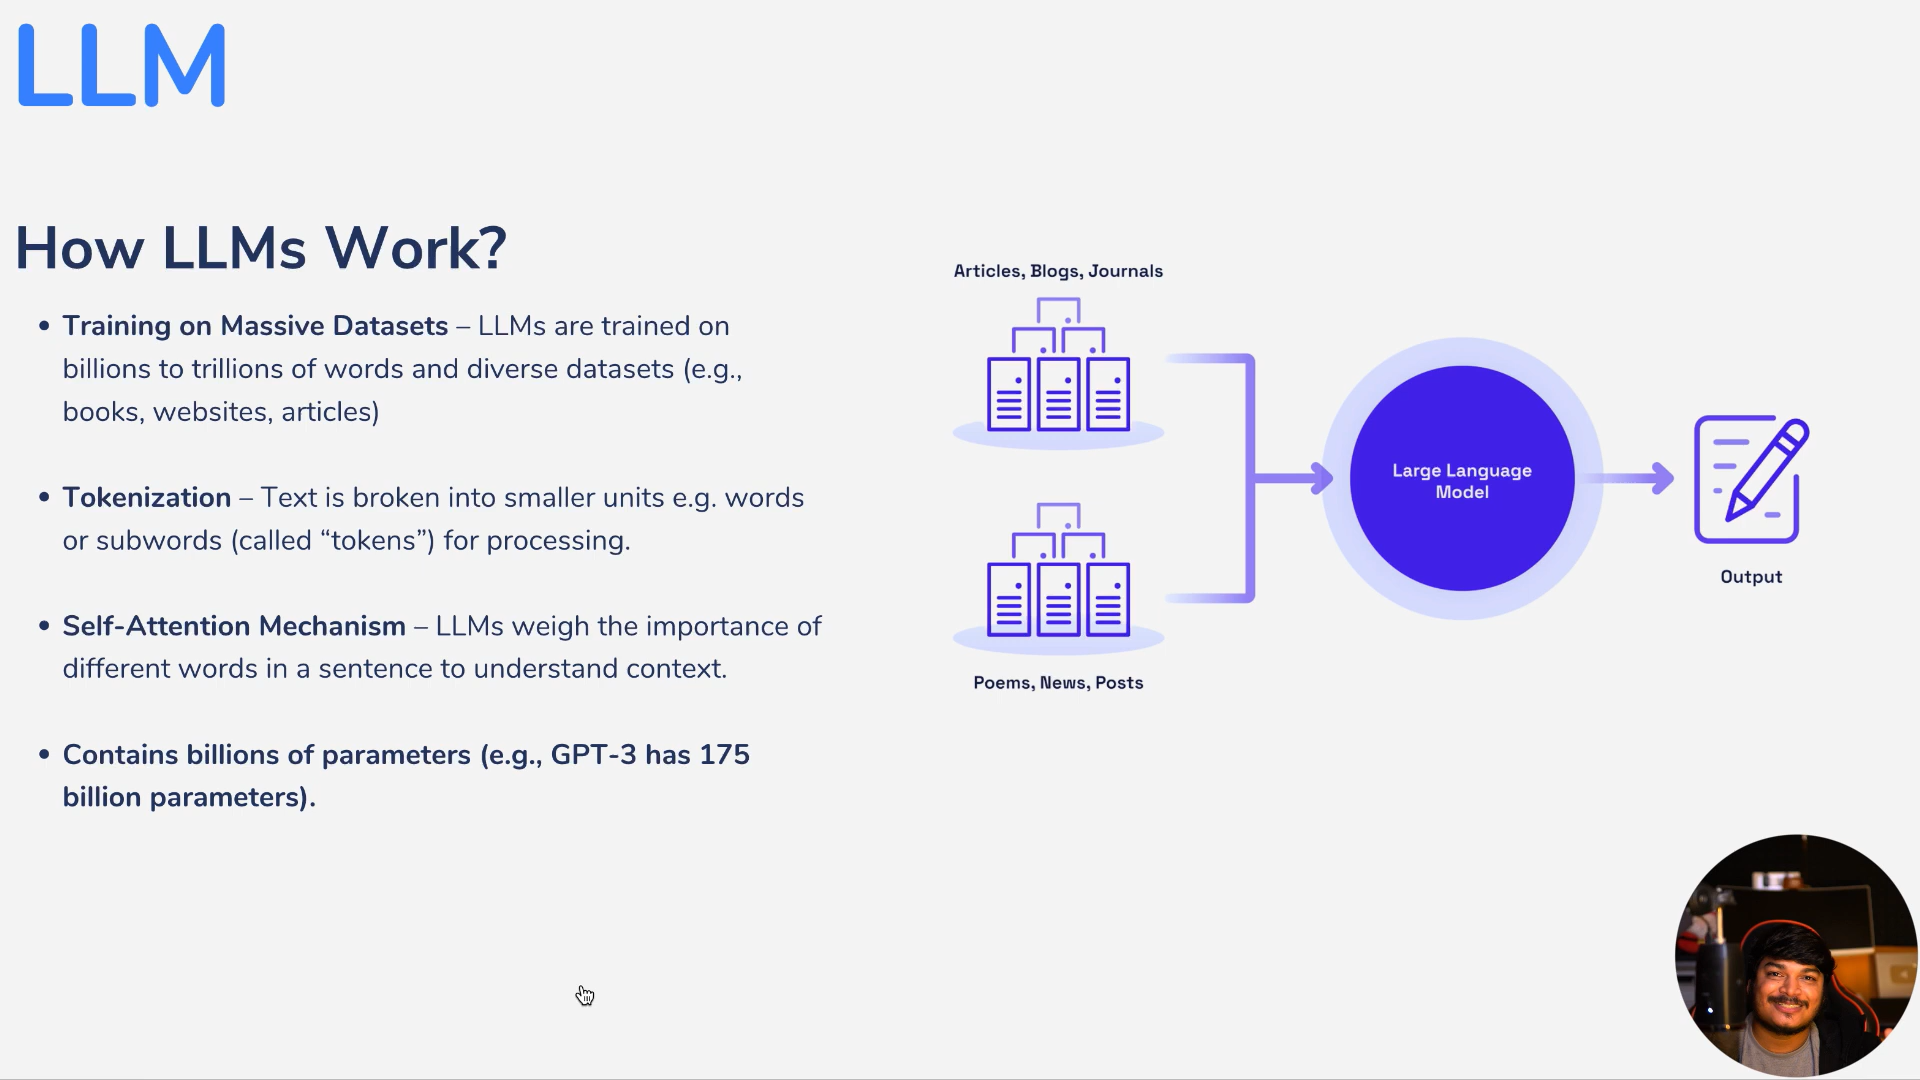 LLM
How LLMs Work?
• Training on Massive Datasets – LLMs are trained on
billions to trillions of words and diverse datasets (e.g.,
books, websites, articles)
• Tokenization – Text is broken into smaller units e.g. words
or subwords (called “tokens”) for processing.
• Self-Attention Mechanism – LLMs weigh the importance of
different words in a sentence to understand context.
• Contains billions of parameters (e.g., GPT-3 has 175
billion parameters).
Articles, Blogs, Journals
Poems, News, Posts
Large Language
Model
Output